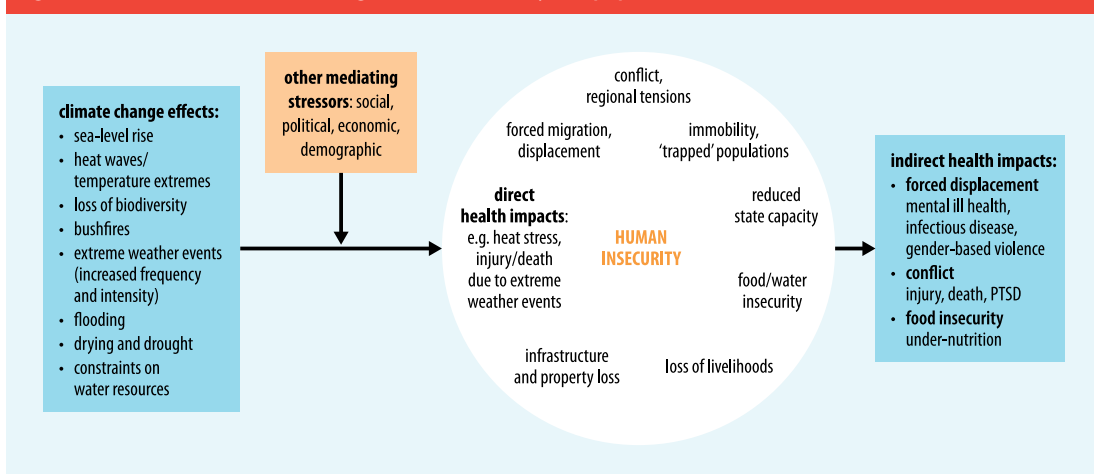 climate change effects:
• sea-level rise
• heat waves/
temperature extremes
• loss of biodiversity
• bushfires
• extreme weather events
(increased frequency
and intensity)
• flooding
• drying and drought
• constraints on
water resources
other mediating
stressors: social,
political, economic,
demographic
conflict,
regional tensions
forced migration,
displacement
immobility,
‘trapped’ populations
direct
health impacts:
e.g. heat stress,
injury/death
due to extreme
weather events
HUMAN
INSECURITY
reduced
state capacity
food/water
insecurity
infrastructure
and property loss
loss of livelihoods
indirect health impacts:
• forced displacement
mental ill health,
infectious disease,
gender-based violence
• conflict
injury, death, PTSD
• food insecurity
under-nutrition